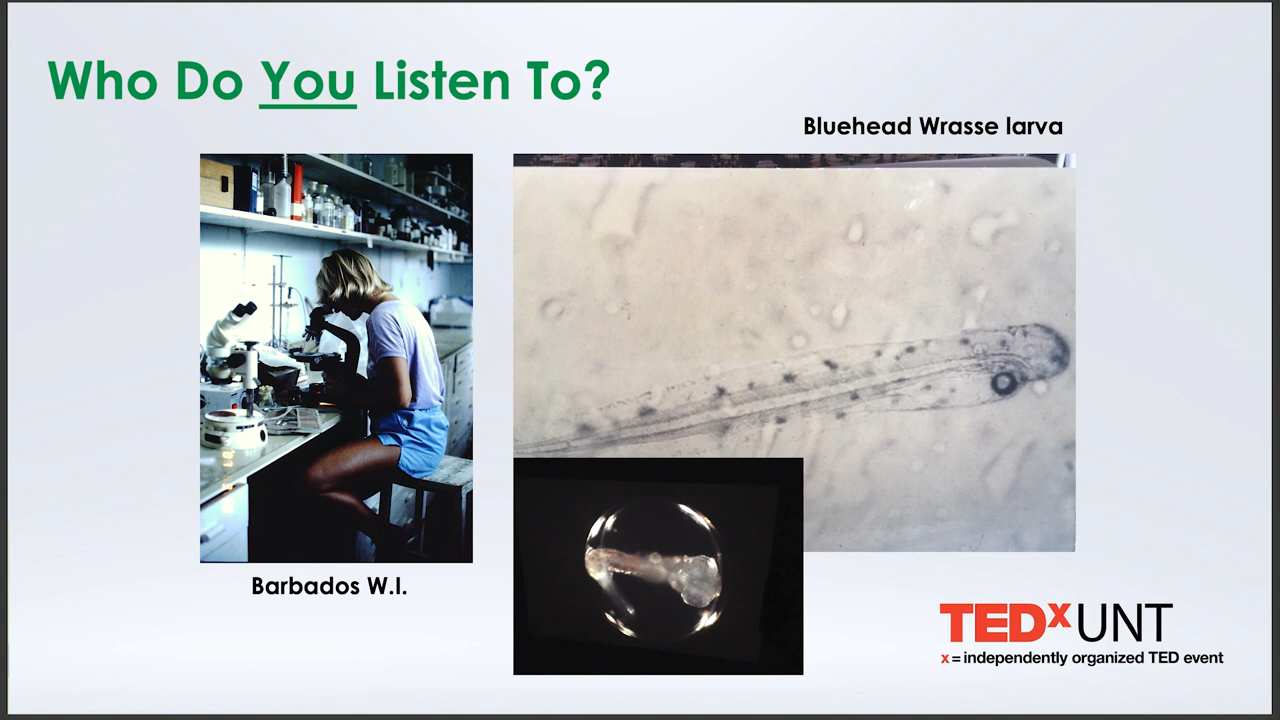 Who Do You Listen To?
Bluehead Wrasse larva
Barbados W.I.
TEDxUNT
x = independently organized TED event